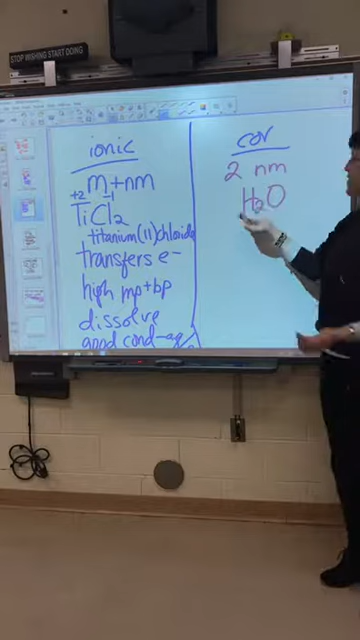 STOP WISHING START DOING
ionic
m+nm
+2 -1
TiCl2
titanium(II)chloride
transfers e-
high mp+bp
dissolve
good cond-aq
cov
2 nm
H2O